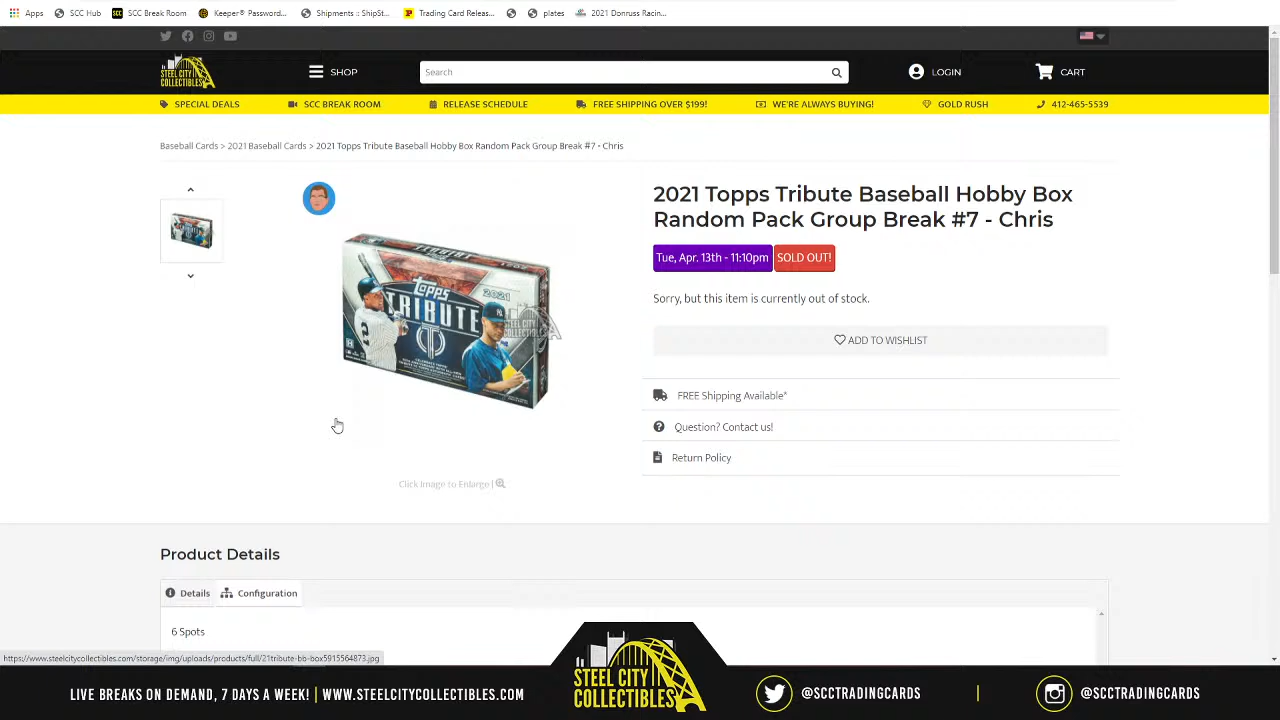 Apps SCC Hub SCC Break Room Keeper® Password... Shipments :: ShipSt... Trading Card Releas... plates 2021 Donruss Racin...
STEEL CITY COLLECTIBLES SHOP Search LOGIN CART
SPECIAL DEALS SCC BREAK ROOM RELEASE SCHEDULE FREE SHIPPING OVER $199! WE'RE ALWAYS BUYING! GOLD RUSH 412-465-5539
Baseball Cards > 2021 Baseball Cards > 2021 Topps Tribute Baseball Hobby Box Random Pack Group Break #7 - Chris
2021 Topps Tribute Baseball Hobby Box
Random Pack Group Break #7 - Chris
Tue, Apr. 13th - 11:10pm SOLD OUT!
Sorry, but this item is currently out of stock.
ADD TO WISHLIST
FREE Shipping Available*
Question? Contact us!
Return Policy
topps 2021
TRIBUTE
STEEL CITY
COLLECTIBLES
Click Image to Enlarge |
Product Details
Details Configuration
6 Spots
https://www.steelcitycollectibles.com/storage/img/uploads/products/full/21tribute-bb-box5915564873.jpg
LIVE BREAKS ON DEMAND, 7 DAYS A WEEK! | WWW.STEELCITYCOLLECTIBLES.COM
STEEL CITY
COLLECTIBLES
@SCCTRADINGCARDS | @SCCTRADINGCARDS